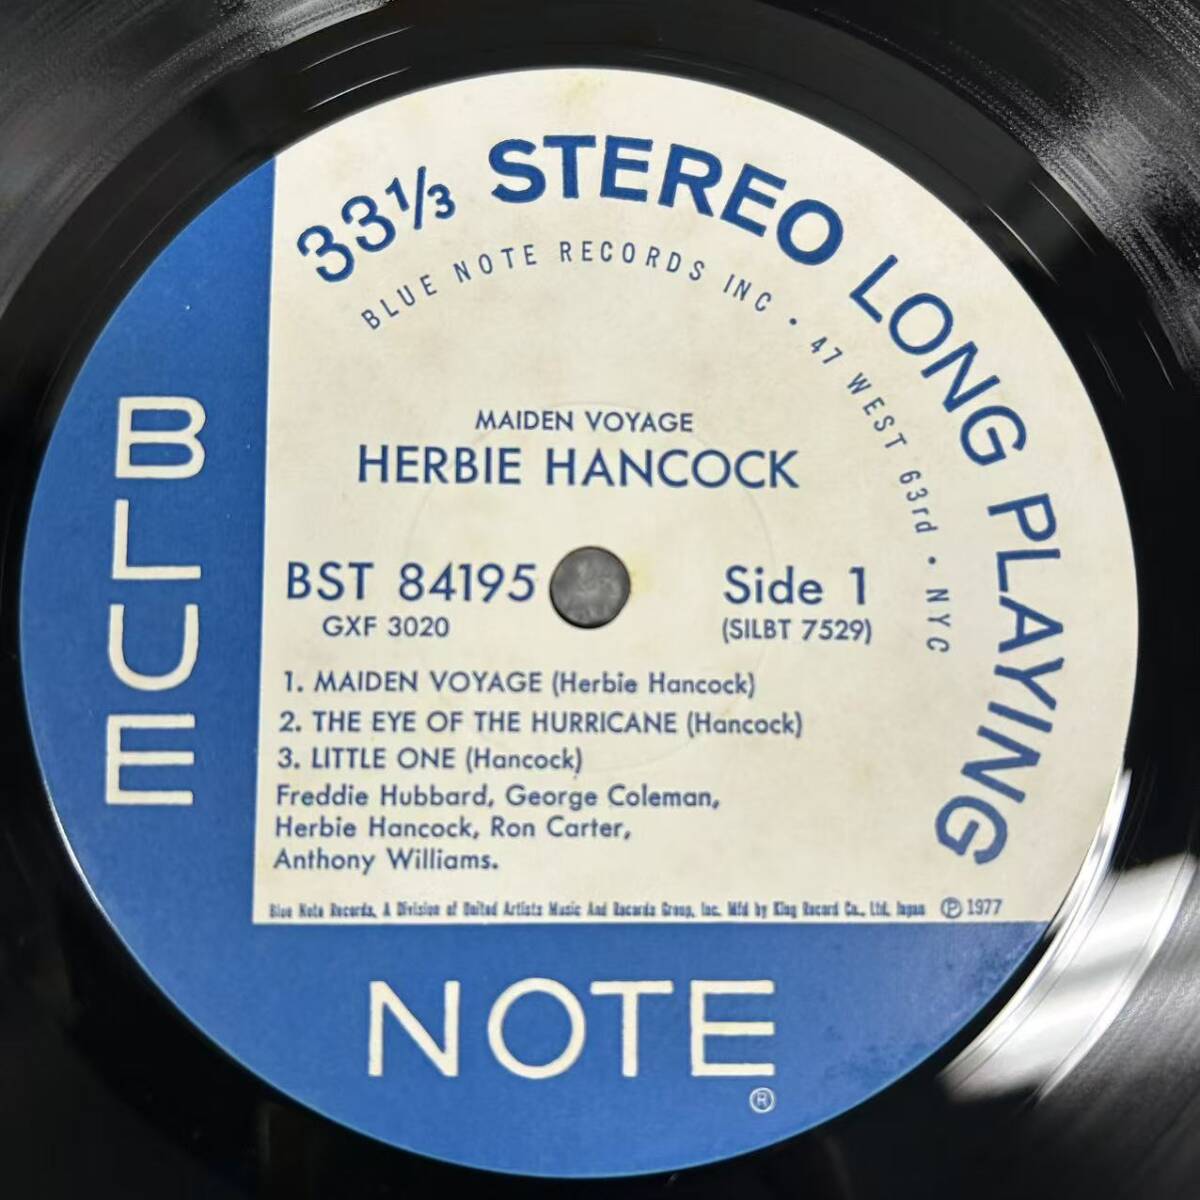 33⅓ STEREO LONG PLAYING
BLUE NOTE RECORDS INC • 47 WEST 63rd • NYC
MAIDEN VOYAGE
HERBIE HANCOCK
BST 84195
GXF 3020
Side 1
(SILBT 7529)
1. MAIDEN VOYAGE (Herbie Hancock)
2. THE EYE OF THE HURRICANE (Hancock)
3. LITTLE ONE (Hancock)
Freddie Hubbard, George Coleman,
Herbie Hancock, Ron Carter,
Anthony Williams.
Blue Note Records, A Division of United Artists Music And Records Group, Inc. Mfd by King Record Co., Ltd, Japan ℗ 1977
BLUE
NOTE
®